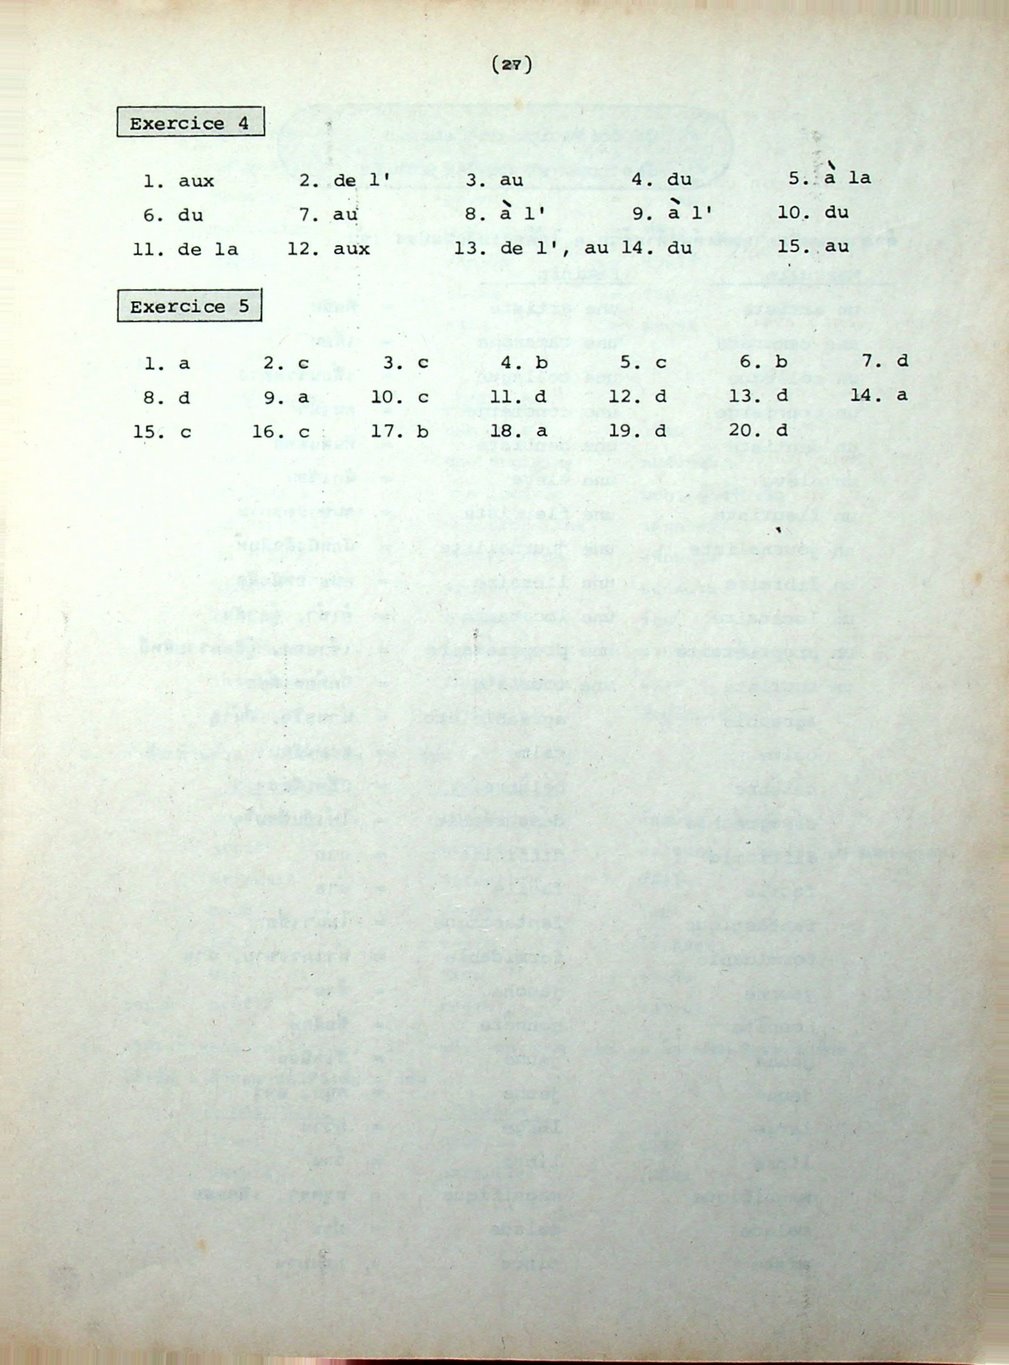 (27)
Exercice 4
1. aux 2. de l' 3. au 4. du 5. à la
6. du 7. au 8. à l' 9. à l' 10. du
11. de la 12. aux 13. de l', au 14. du 15. au
Exercice 5
1. a 2. c 3. c 4. b 5. c 6. b 7. d
8. d 9. a 10. c 11. d 12. d 13. d 14. a
15. c 16. c 17. b 18. a 19. d 20. d